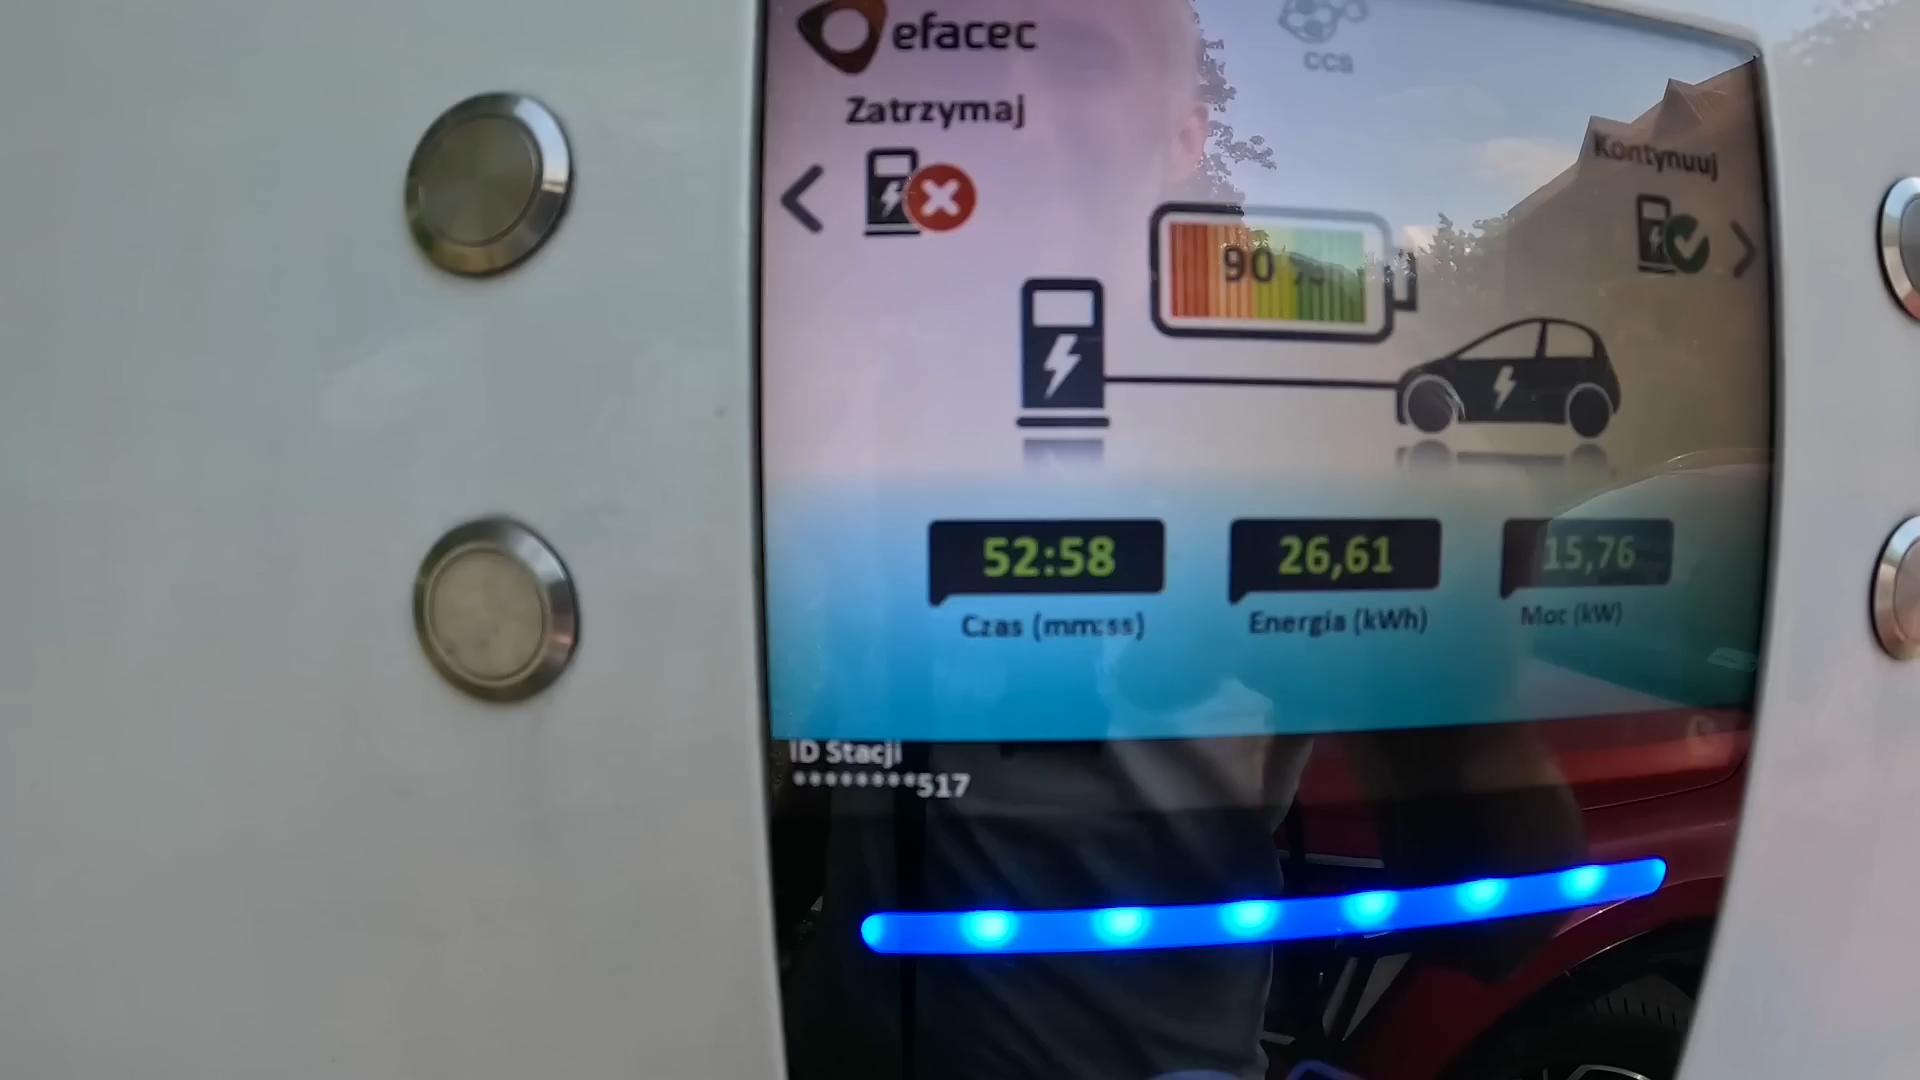 efacec
CCS
Zatrzymaj
Kontynuuj
90 %
52:58
26,61
15,76
Czas (mm:ss)
Energia (kWh)
Moc (kW)
ID Stacji
********517